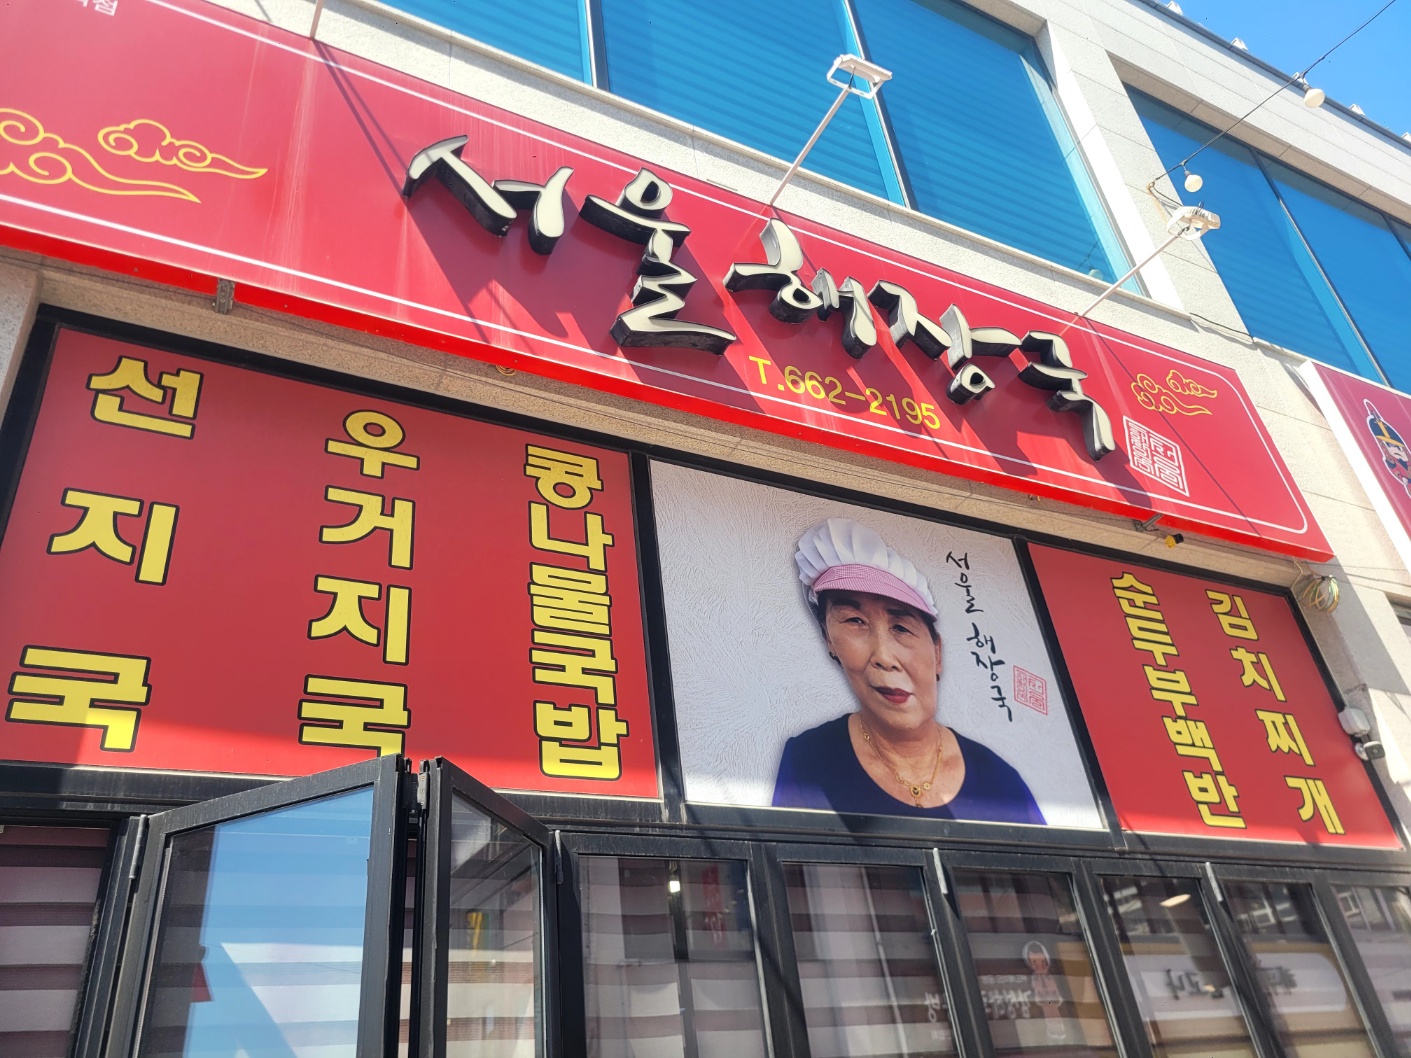 서울 해장국
T.662-2195
선지국
우거지국
콩나물국밥
서울 해장국
순두부백반
김치찌개